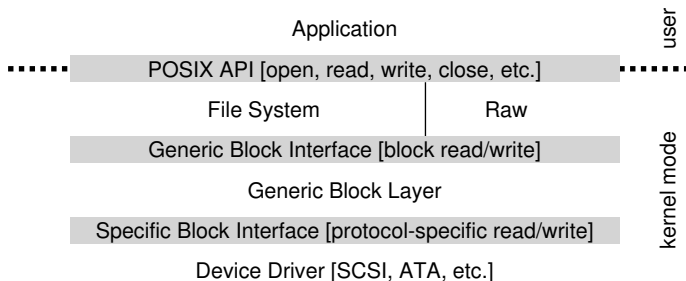 Application
POSIX API [open, read, write, close, etc.]
File System
Raw
Generic Block Interface [block read/write]
Generic Block Layer
Specific Block Interface [protocol-specific read/write]
Device Driver [SCSI, ATA, etc.]
user
kernel mode